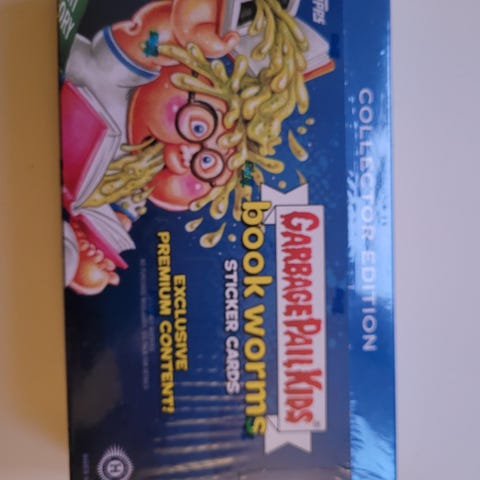 COLLECTOR EDITION
GARBAGE PAIL KIDS
book worms
STICKER CARDS
EXCLUSIVE
PREMIUM CONTENT!